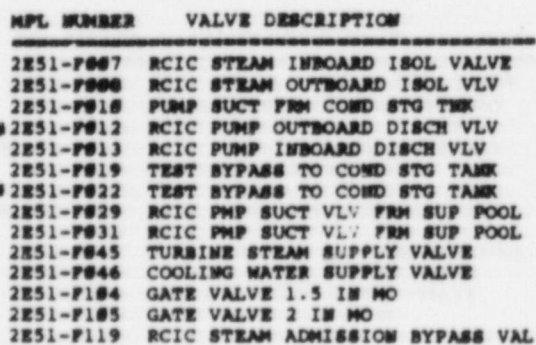 MPL NUMBER VALVE DESCRIPTION
2E51-F007 RCIC STEAM INBOARD ISOL VALVE
2E51-F008 RCIC STEAM OUTBOARD ISOL VLV
2E51-F010 PUMP SUCT FRM COND STG TNK
2E51-F012 RCIC PUMP OUTBOARD DISCH VLV
2E51-F013 RCIC PUMP INBOARD DISCH VLV
2E51-F019 TEST BYPASS TO COND STG TANK
2E51-F022 TEST BYPASS TO COND STG TANK
2E51-F029 RCIC PMP SUCT VLV FRM SUP POOL
2E51-F031 RCIC PMP SUCT VLV FRM SUP POOL
2E51-F045 TURBINE STEAM SUPPLY VALVE
2E51-F046 COOLING WATER SUPPLY VALVE
2E51-F104 GATE VALVE 1.5 IN MO
2E51-F105 GATE VALVE 2 IN MO
2E51-F119 RCIC STEAM ADMISSION BYPASS VAL